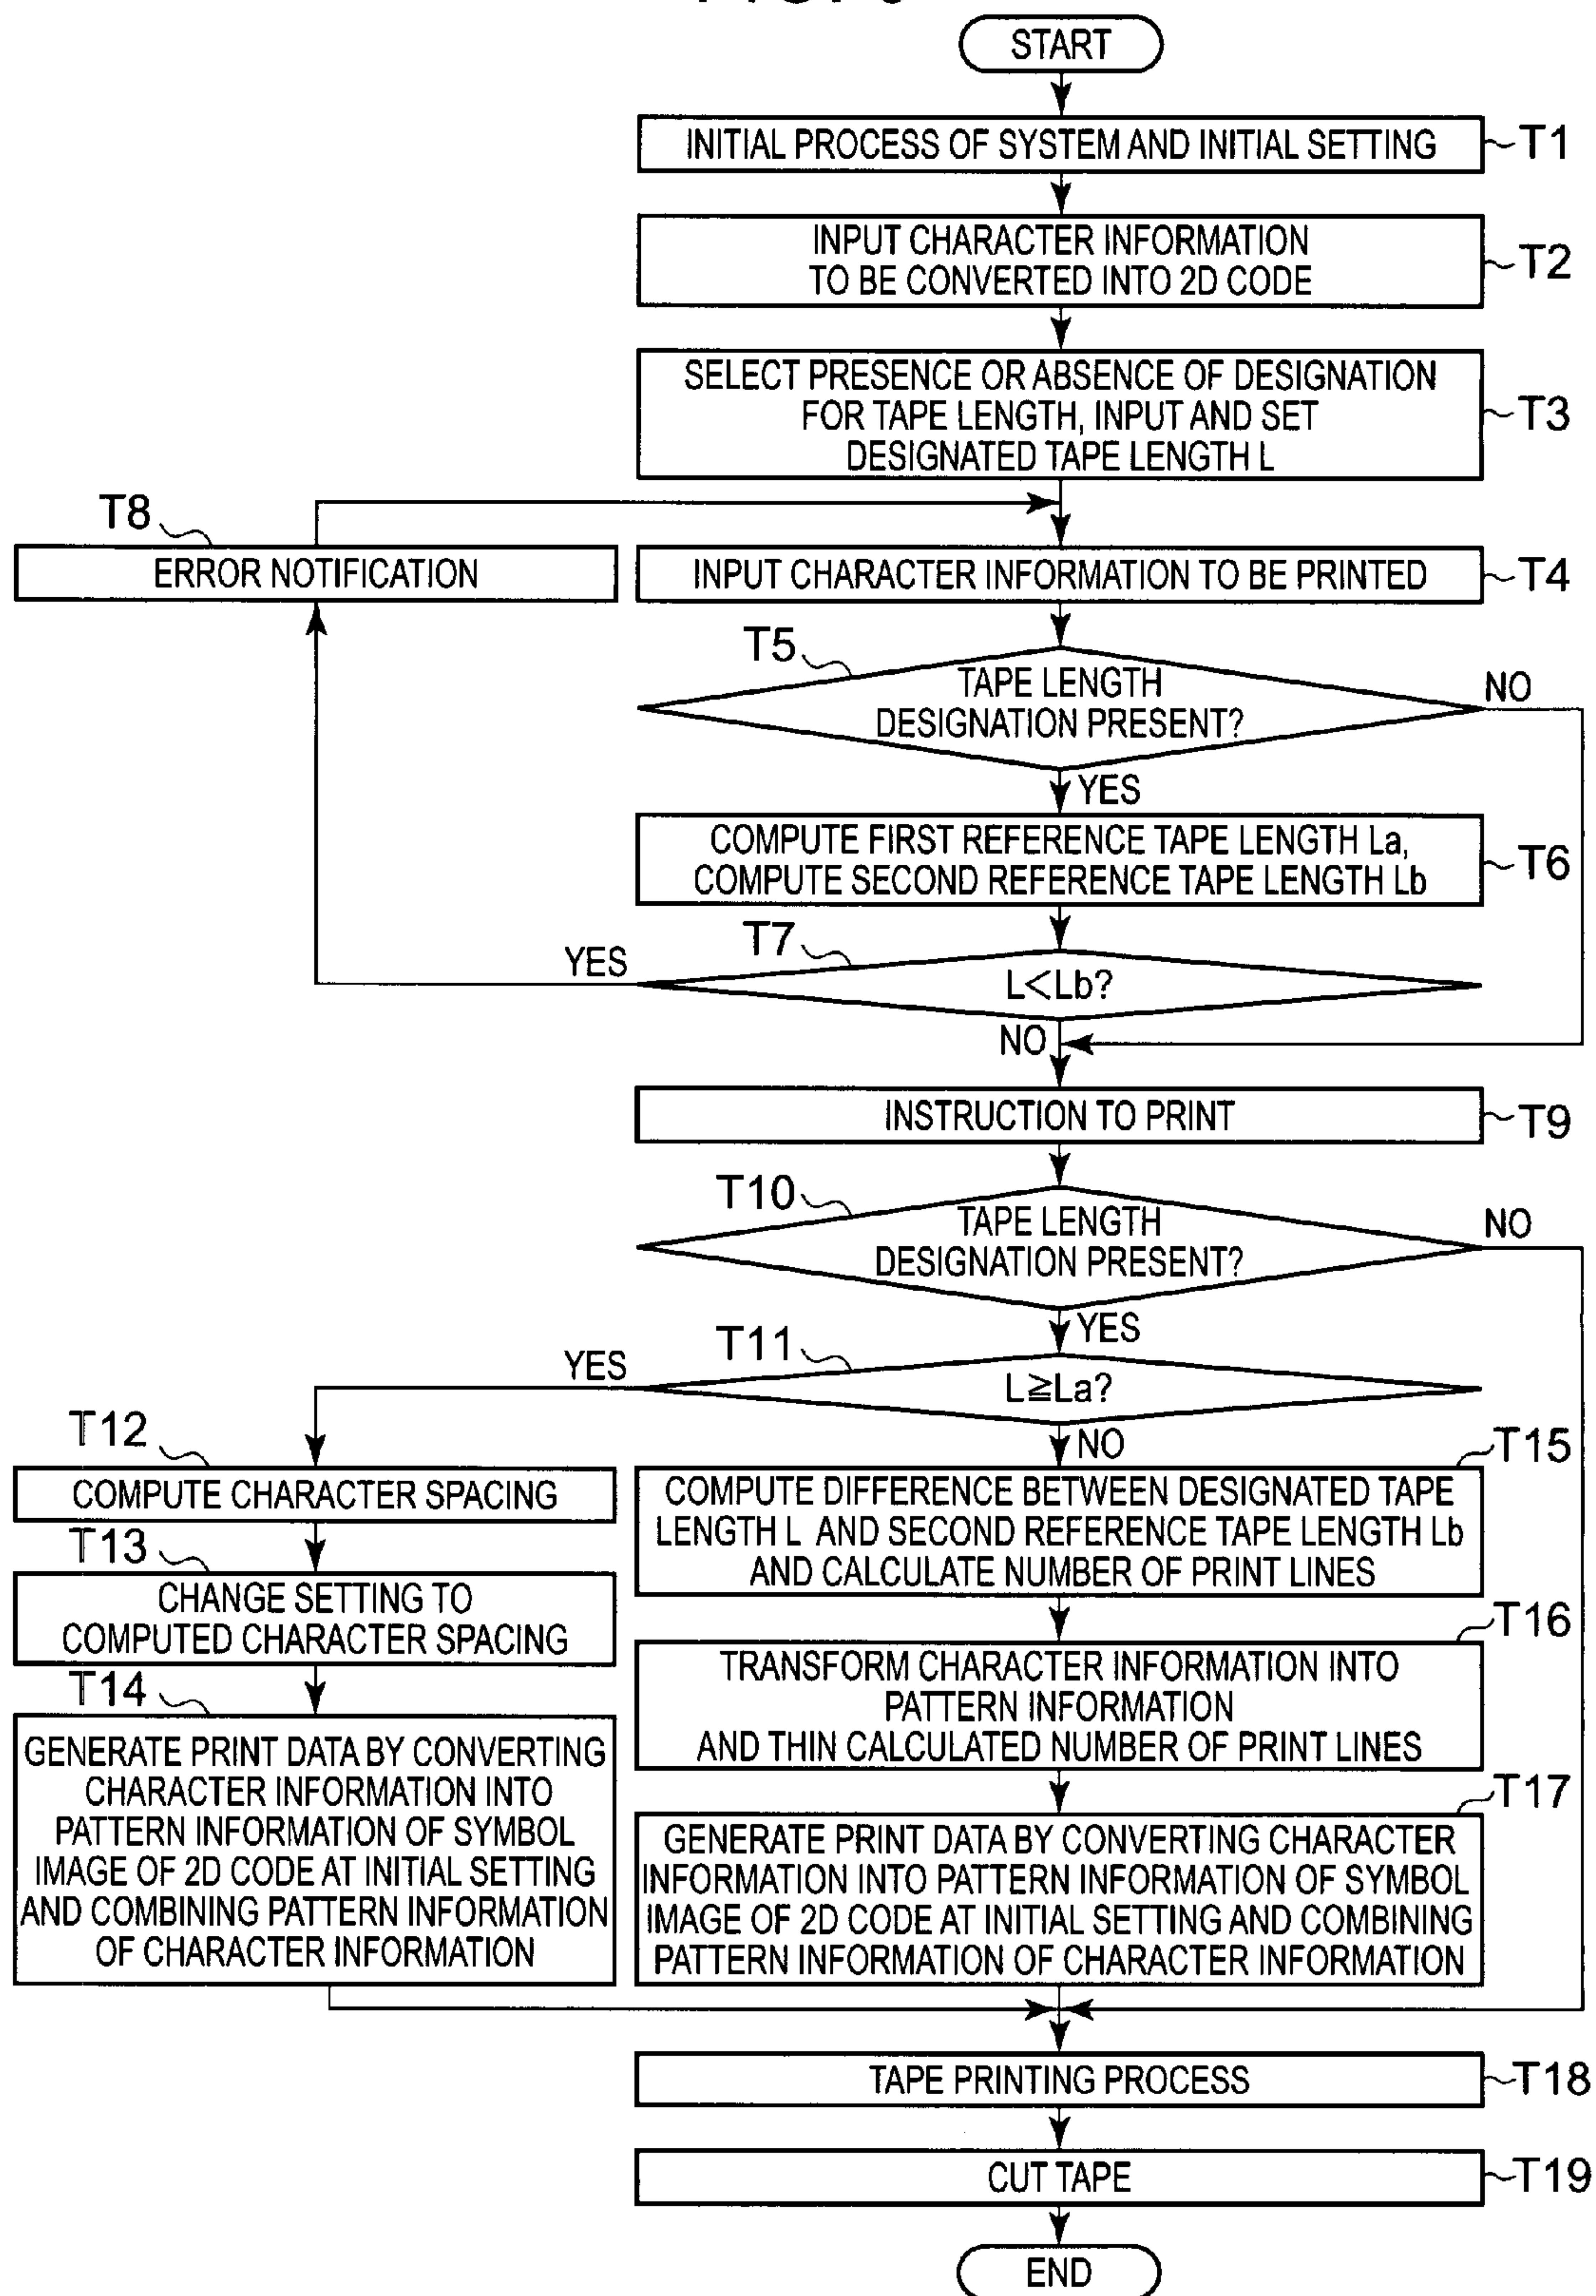 START
INITIAL PROCESS OF SYSTEM AND INITIAL SETTING
T1
INPUT CHARACTER INFORMATION
TO BE CONVERTED INTO 2D CODE
T2
SELECT PRESENCE OR ABSENCE OF DESIGNATION
FOR TAPE LENGTH, INPUT AND SET
DESIGNATED TAPE LENGTH L
T3
T8
ERROR NOTIFICATION
INPUT CHARACTER INFORMATION TO BE PRINTED
T4
T5
TAPE LENGTH
DESIGNATION PRESENT?
NO
YES
COMPUTE FIRST REFERENCE TAPE LENGTH La,
COMPUTE SECOND REFERENCE TAPE LENGTH Lb
T6
T7
YES
L<Lb?
NO
INSTRUCTION TO PRINT
T9
T10
TAPE LENGTH
DESIGNATION PRESENT?
NO
YES
T11
YES
L≧La?
NO
T12
COMPUTE CHARACTER SPACING
T13
CHANGE SETTING TO
COMPUTED CHARACTER SPACING
T14
GENERATE PRINT DATA BY CONVERTING
CHARACTER INFORMATION INTO
PATTERN INFORMATION OF SYMBOL
IMAGE OF 2D CODE AT INITIAL SETTING
AND COMBINING PATTERN INFORMATION
OF CHARACTER INFORMATION
T15
COMPUTE DIFFERENCE BETWEEN DESIGNATED TAPE
LENGTH L AND SECOND REFERENCE TAPE LENGTH Lb
AND CALCULATE NUMBER OF PRINT LINES
T16
TRANSFORM CHARACTER INFORMATION INTO
PATTERN INFORMATION
AND THIN CALCULATED NUMBER OF PRINT LINES
T17
GENERATE PRINT DATA BY CONVERTING CHARACTER
INFORMATION INTO PATTERN INFORMATION OF SYMBOL
IMAGE OF 2D CODE AT INITIAL SETTING AND COMBINING
PATTERN INFORMATION OF CHARACTER INFORMATION
TAPE PRINTING PROCESS
T18
CUT TAPE
T19
END